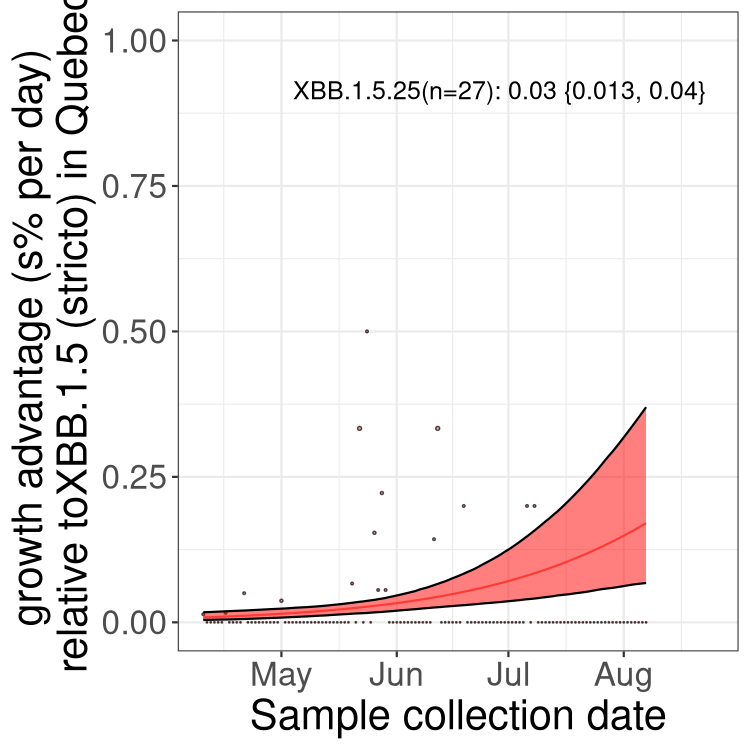 XBB.1.5.25(n=27): 0.03 {0.013, 0.04}
growth advantage (s% per day)
relative toXBB.1.5 (stricto) in Quebec
1.00
0.75
0.50
0.25
0.00
May Jun Jul Aug
Sample collection date